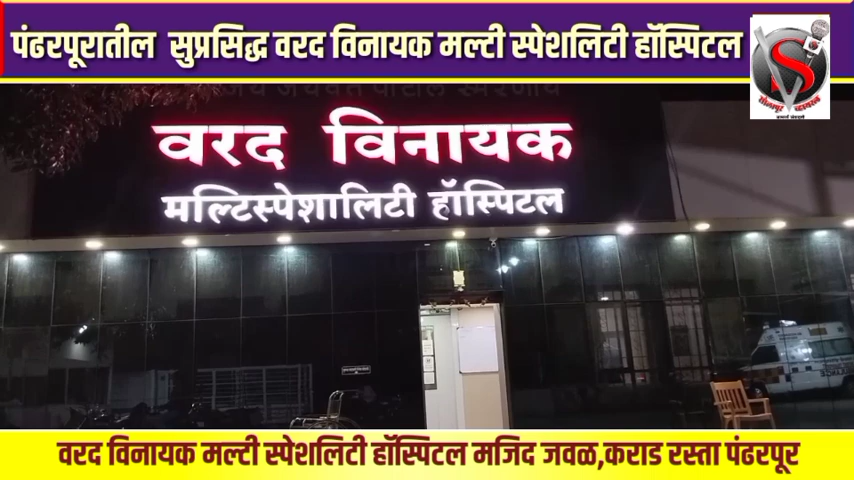 पंढरपूरातील सुप्रसिद्ध वरद विनायक मल्टी स्पेशलिटी हॉस्पिटल
वरद विनायक
मल्टिस्पेशालिटी हॉस्पिटल
वरद विनायक मल्टी स्पेशलिटी हॉस्पिटल मजिद जवळ,कराड रस्ता पंढरपूर